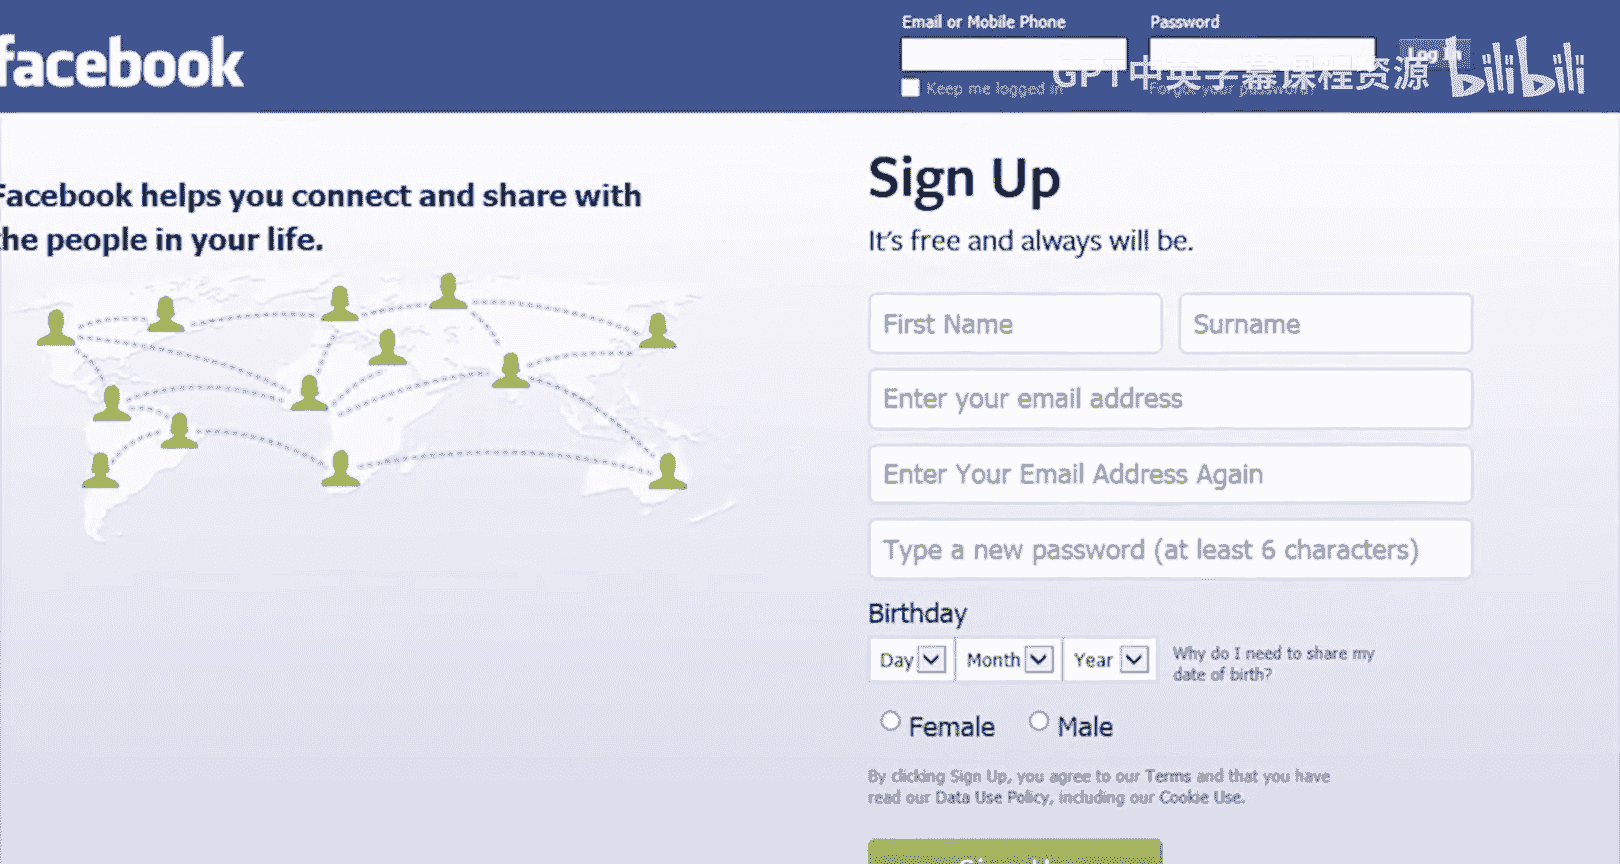 facebook
Email or Mobile Phone
Password
Log In
Keep me logged in
Forgot your password?
GPT中英字幕课程资源
bilibili
Facebook helps you connect and share with
the people in your life.
Sign Up
It's free and always will be.
First Name
Surname
Enter your email address
Enter Your Email Address Again
Type a new password (at least 6 characters)
Birthday
Day
Month
Year
Why do I need to share my
date of birth?
Female
Male
By clicking Sign Up, you agree to our Terms and that you have
read our Data Use Policy, including our Cookie Use.